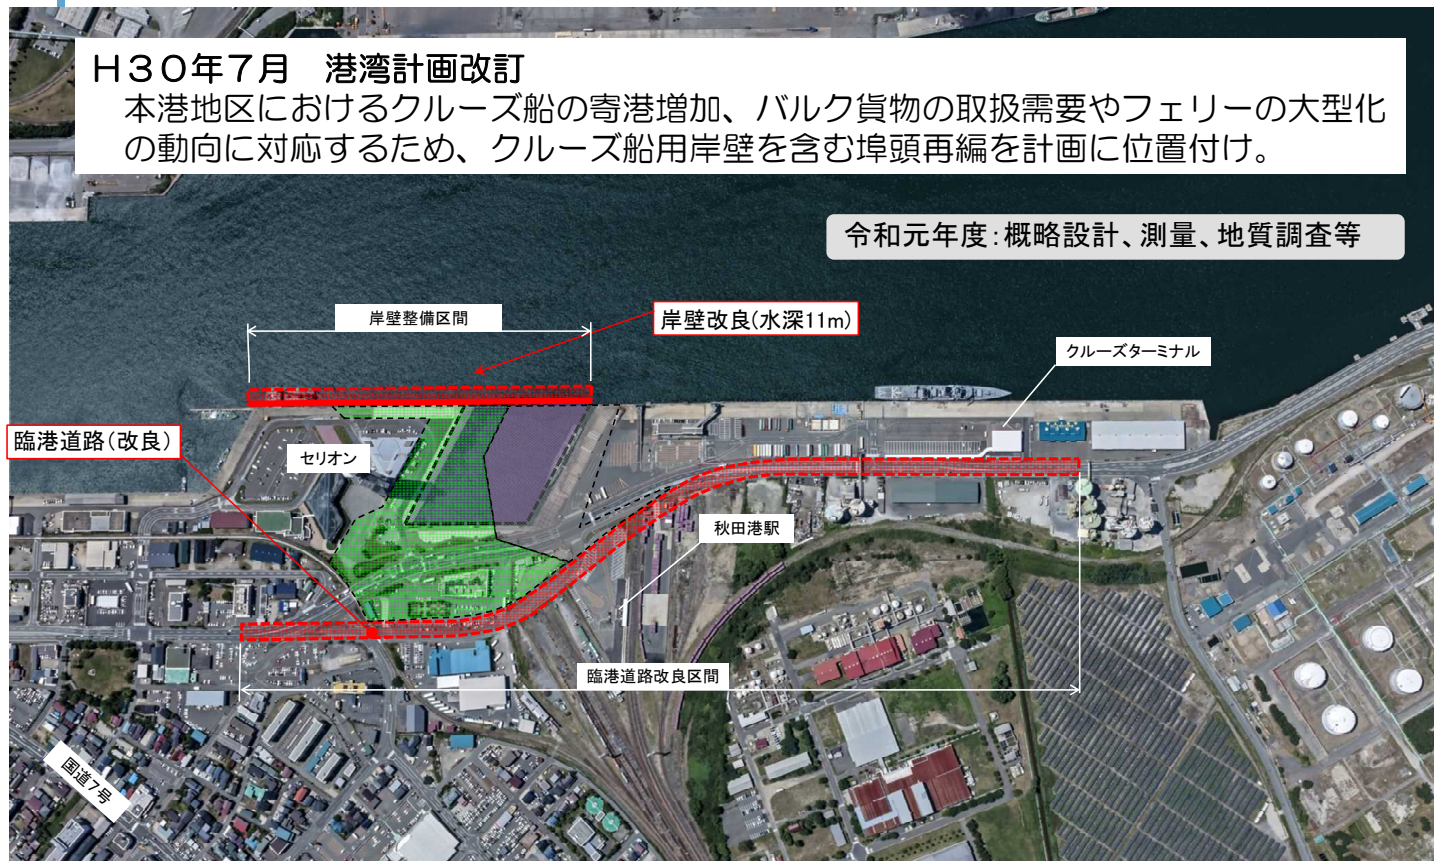 H30年7月　港湾計画改訂
本港地区におけるクルーズ船の寄港増加、バルク貨物の取扱需要やフェリーの大型化
の動向に対応するため、クルーズ船用岸壁を含む埠頭再編を計画に位置付け。
令和元年度：概略設計、測量、地質調査等
岸壁整備区間
岸壁改良(水深11m)
クルーズターミナル
臨港道路(改良)
セリオン
秋田港駅
臨港道路改良区間
国道7号